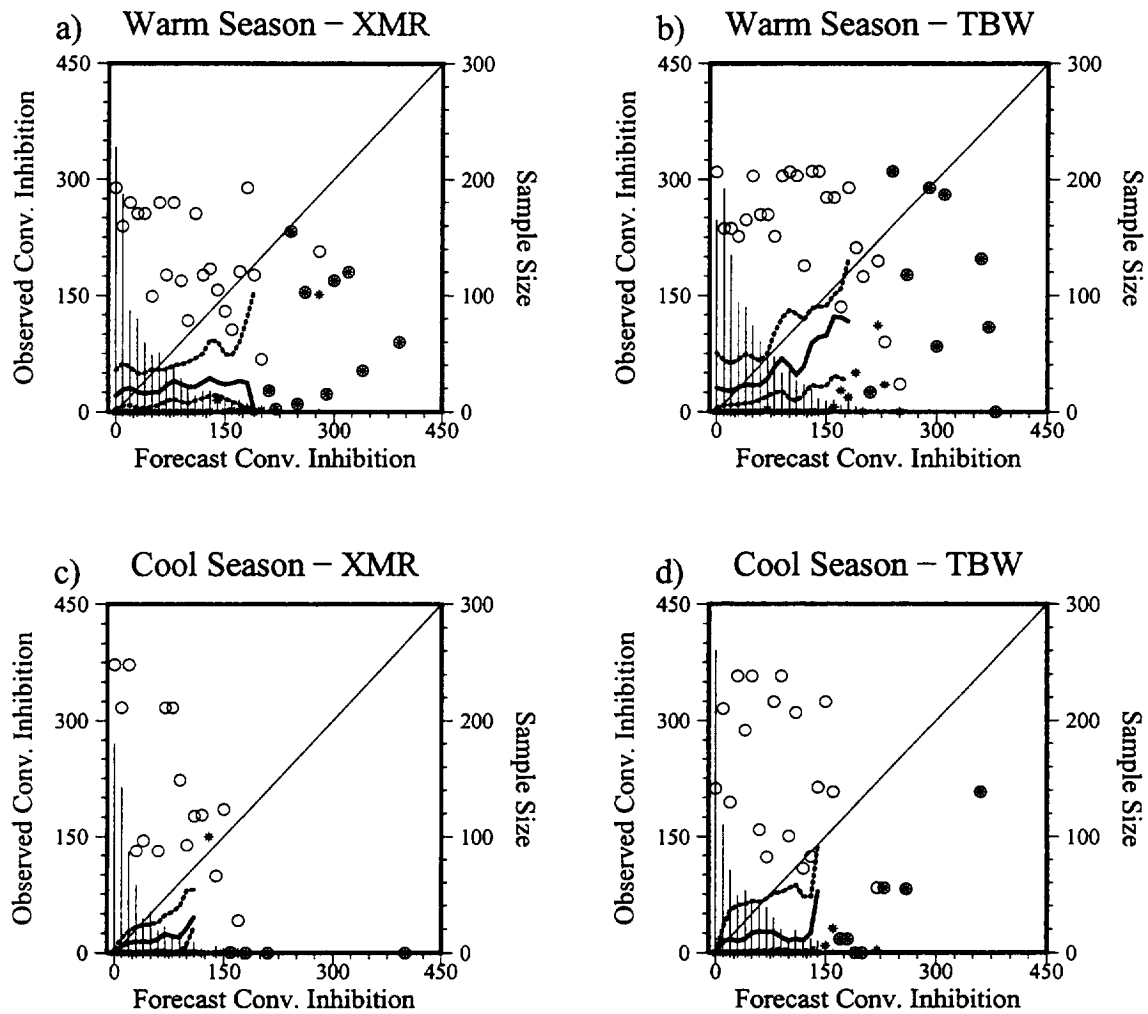 a) Warm Season – XMR
450
300
150
0
300
200
100
0
0 150 300 450
Observed Conv. Inhibition
Sample Size
Forecast Conv. Inhibition
b) Warm Season – TBW
450
300
150
0
300
200
100
0
0 150 300 450
Observed Conv. Inhibition
Sample Size
Forecast Conv. Inhibition
c) Cool Season – XMR
450
300
150
0
300
200
100
0
0 150 300 450
Observed Conv. Inhibition
Sample Size
Forecast Conv. Inhibition
d) Cool Season – TBW
450
300
150
0
300
200
100
0
0 150 300 450
Observed Conv. Inhibition
Sample Size
Forecast Conv. Inhibition